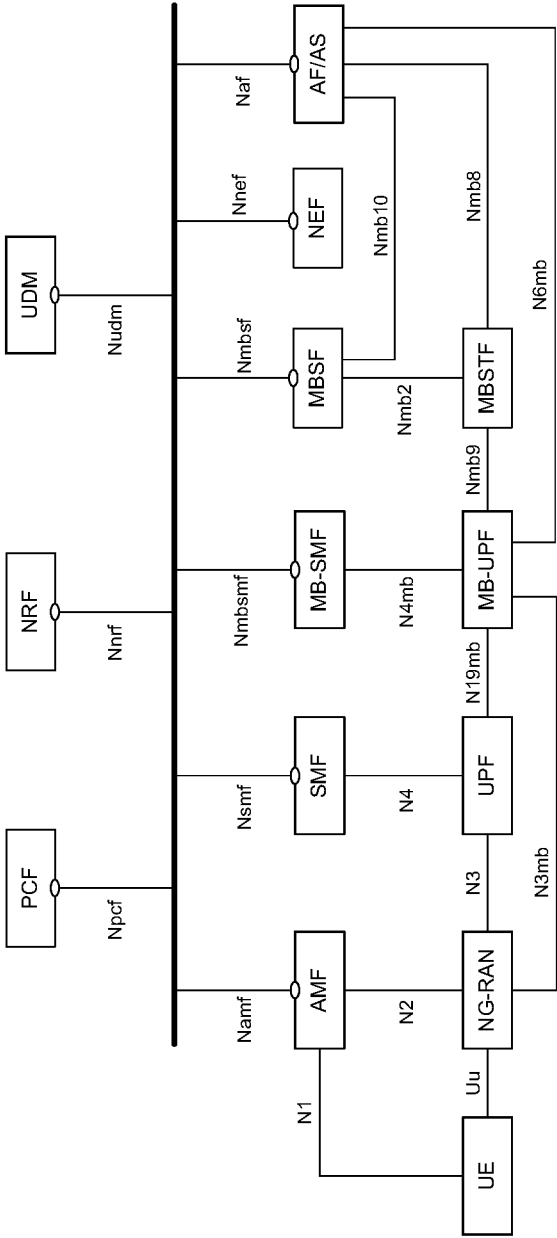 PCF
NRF
UDM
Npcf
Nnrf
Nudm
Namf
Nsmf
Nmbsmf
Nmbsf
Nnef
Naf
AMF
SMF
MB-SMF
MBSF
NEF
AF/AS
N1
N2
N4
N4mb
Nmb2
Nmb10
UE
Uu
NG-RAN
N3
UPF
N19mb
MB-UPF
Nmb9
MBSTF
Nmb8
N3mb
N6mb